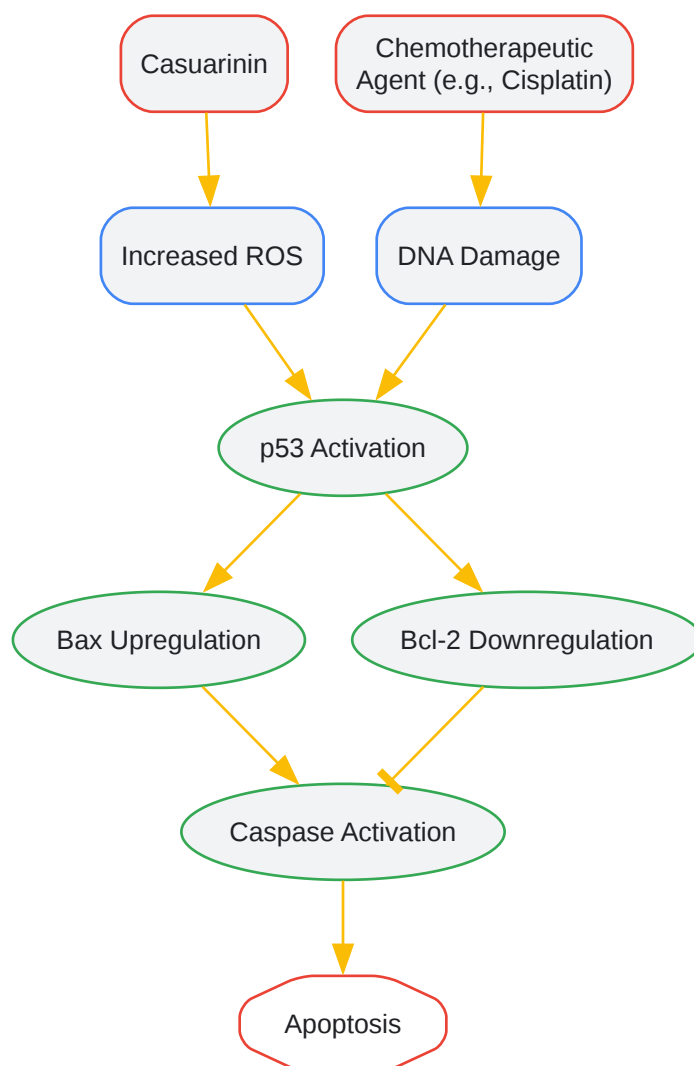 Casuarinin
Chemotherapeutic
Agent (e.g., Cisplatin)
Increased ROS
DNA Damage
p53 Activation
Bax Upregulation
Bcl-2 Downregulation
Caspase Activation
Apoptosis